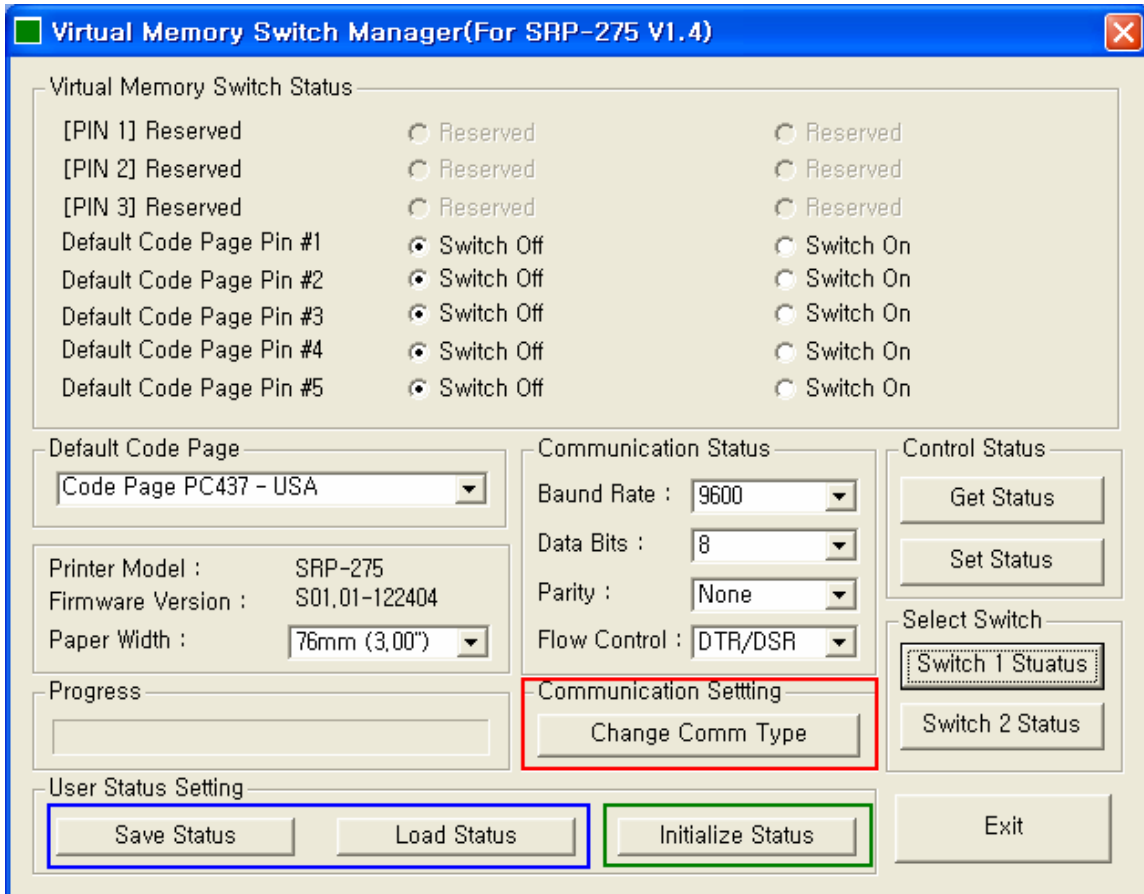 Virtual Memory Switch Manager(For SRP-275 V1.4)
Virtual Memory Switch Status
[PIN 1] Reserved Reserved Reserved
[PIN 2] Reserved Reserved Reserved
[PIN 3] Reserved Reserved Reserved
Default Code Page Pin #1 Switch Off Switch On
Default Code Page Pin #2 Switch Off Switch On
Default Code Page Pin #3 Switch Off Switch On
Default Code Page Pin #4 Switch Off Switch On
Default Code Page Pin #5 Switch Off Switch On
Default Code Page
Code Page PC437 - USA
Printer Model : SRP-275
Firmware Version : S01,01-122404
Paper Width : 76mm (3,00")
Progress
Communication Status
Baund Rate : 9600
Data Bits : 8
Parity : None
Flow Control : DTR/DSR
Communication Settting
Change Comm Type
Control Status
Get Status
Set Status
Select Switch
Switch 1 Stuatus
Switch 2 Status
User Status Setting
Save Status Load Status Initialize Status
Exit